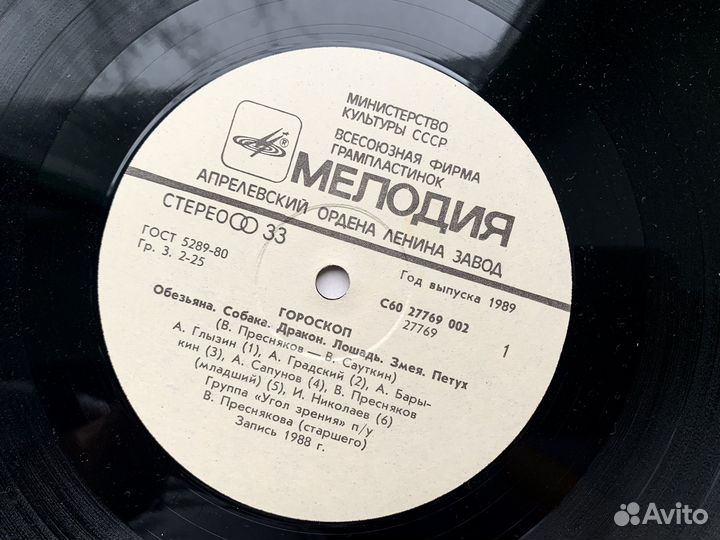 МИНИСТЕРСТВО
КУЛЬТУРЫ СССР
ВСЕСОЮЗНАЯ ФИРМА
ГРАМПЛАСТИНОК
®
МЕЛОДИЯ
АПРЕЛЕВСКИЙ ОРДЕНА ЛЕНИНА ЗАВОД
СТЕРЕО 33
ГОСТ 5289-80
Гр. 3. 2-25
Год выпуска 1989
С60 27769 002
27769
1
ГОРОСКОП
Обезьяна. Собака. Дракон. Лошадь. Змея. Петух
(В. Пресняков — В. Сауткин)
А. Глызин (1), А. Градский (2), А. Бары-
кин (3), А. Сапунов (4), В. Пресняков
(младший) (5), И. Николаев (6)
Группа «Угол зрения» п/у
В. Преснякова (старшего)
Запись 1988 г.
Avito